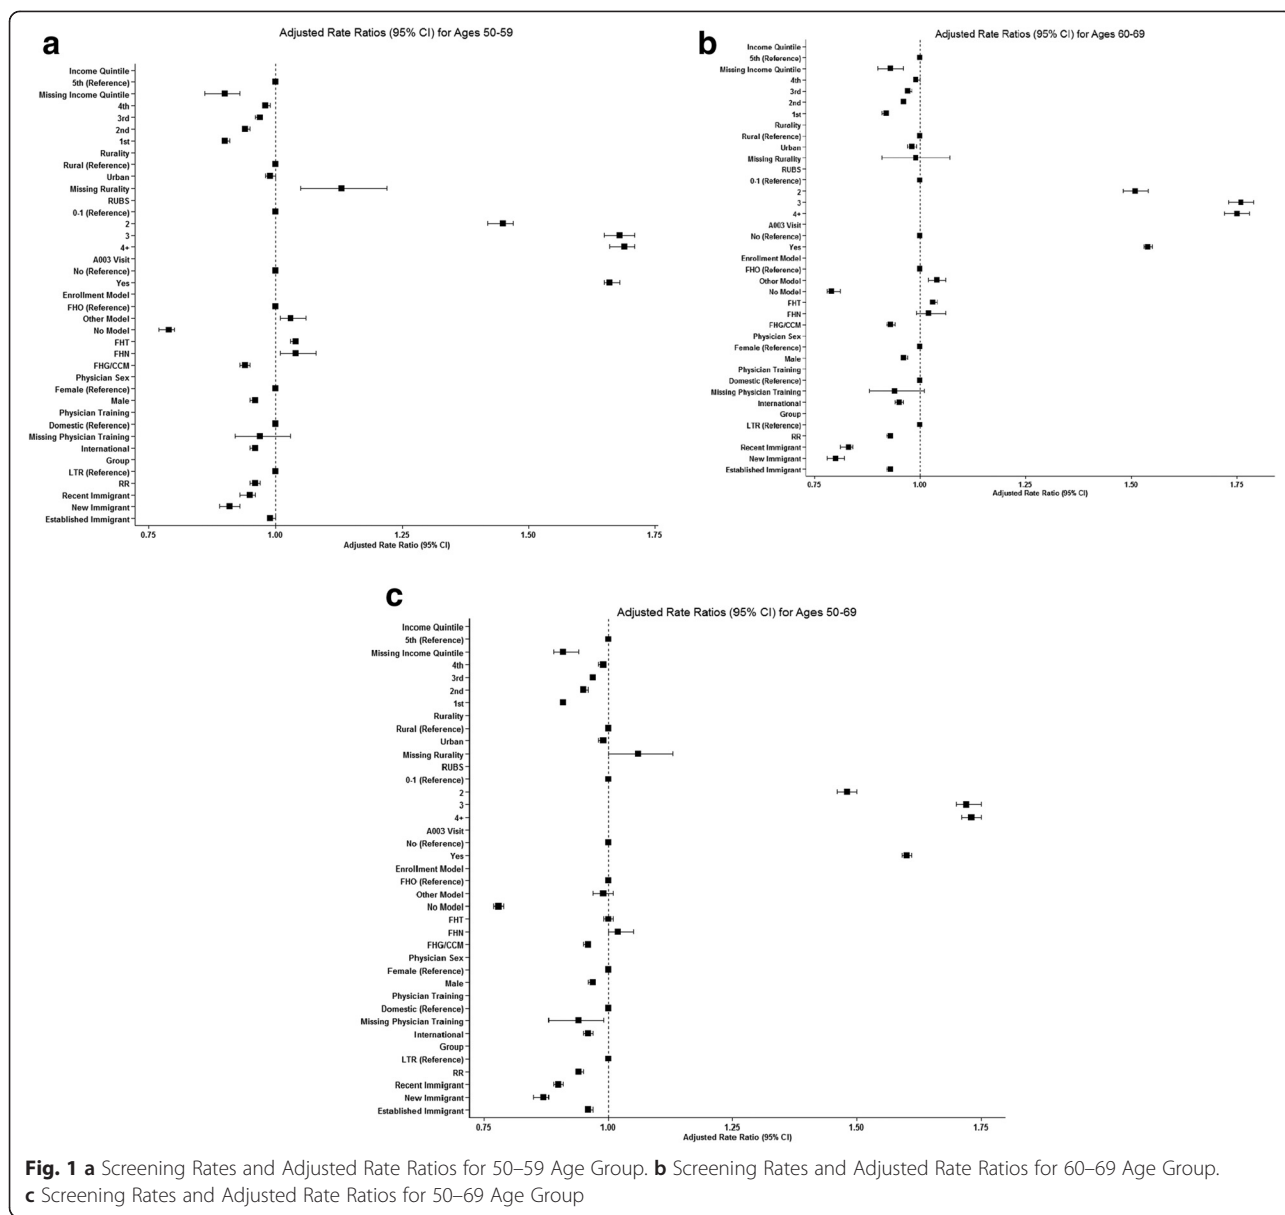 a
Adjusted Rate Ratios (95% CI) for Ages 50-59
Income Quintile
5th (Reference)
Missing Income Quintile
4th
3rd
2nd
1st
Rurality
Rural (Reference)
Urban
Missing Rurality
RUBS
0-1 (Reference)
2
3
4+
A003 Visit
No (Reference)
Yes
Enrollment Model
FHO (Reference)
Other Model
No Model
FHT
FHN
FHG/CCM
Physician Sex
Female (Reference)
Male
Physician Training
Domestic (Reference)
Missing Physician Training
International
Group
LTR (Reference)
RR
Recent Immigrant
New Immigrant
Established Immigrant
0.75 1.00 1.25 1.50 1.75
Adjusted Rate Ratio (95% CI)
b
Adjusted Rate Ratios (95% CI) for Ages 60-69
Income Quintile
5th (Reference)
Missing Income Quintile
4th
3rd
2nd
1st
Rurality
Rural (Reference)
Urban
Missing Rurality
RUBS
0-1 (Reference)
2
3
4+
A003 Visit
No (Reference)
Yes
Enrollment Model
FHO (Reference)
Other Model
No Model
FHT
FHN
FHG/CCM
Physician Sex
Female (Reference)
Male
Physician Training
Domestic (Reference)
Missing Physician Training
International
Group
LTR (Reference)
RR
Recent Immigrant
New Immigrant
Established Immigrant
0.75 1.00 1.25 1.50 1.75
Adjusted Rate Ratio (95% CI)
c
Adjusted Rate Ratios (95% CI) for Ages 50-69
Income Quintile
5th (Reference)
Missing Income Quintile
4th
3rd
2nd
1st
Rurality
Rural (Reference)
Urban
Missing Rurality
RUBS
0-1 (Reference)
2
3
4+
A003 Visit
No (Reference)
Yes
Enrollment Model
FHO (Reference)
Other Model
No Model
FHT
FHN
FHG/CCM
Physician Sex
Female (Reference)
Male
Physician Training
Domestic (Reference)
Missing Physician Training
International
Group
LTR (Reference)
RR
Recent Immigrant
New Immigrant
Established Immigrant
0.75 1.00 1.25 1.50 1.75
Adjusted Rate Ratio (95% CI)
Fig. 1 a Screening Rates and Adjusted Rate Ratios for 50–59 Age Group. b Screening Rates and Adjusted Rate Ratios for 60–69 Age Group.
c Screening Rates and Adjusted Rate Ratios for 50–69 Age Group